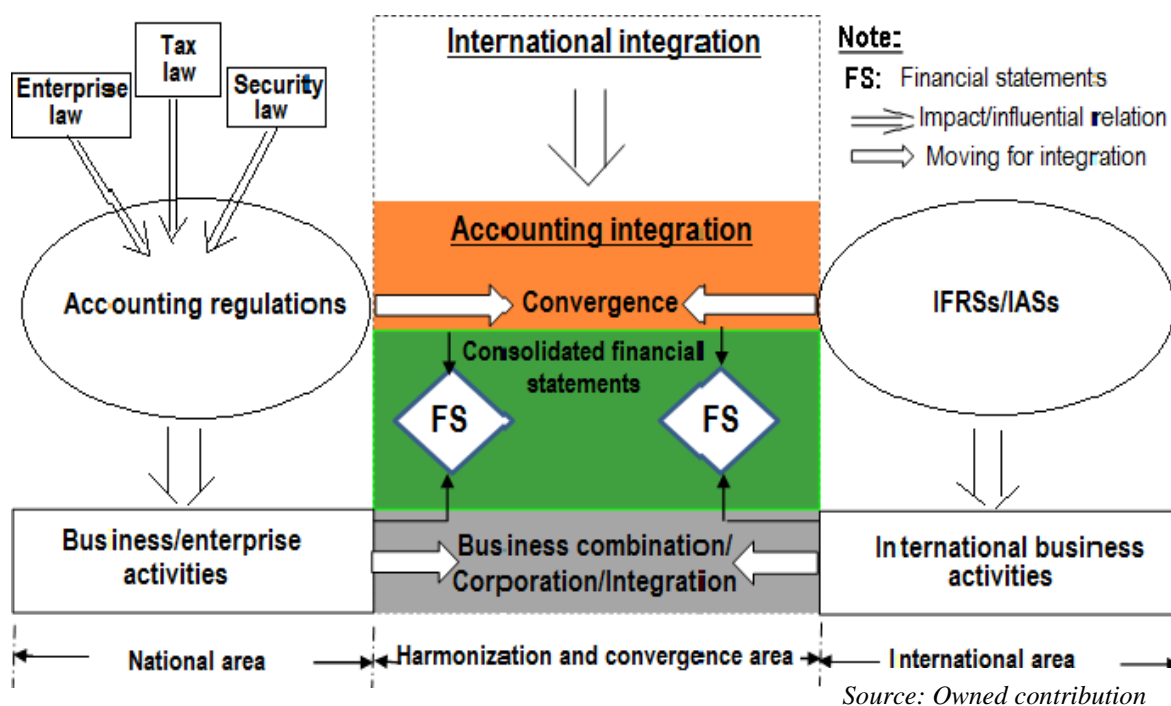 Tax
law
Enterprise
law
Security
law
International integration
Note:
FS: Financial statements
Impact/influential relation
Moving for integration
Accounting integration
Accounting regulations
Convergence
IFRSs/IASs
Consolidated financial
statements
FS
FS
Business/enterprise
activities
Business combination/
Corporation/Integration
International business
activities
National area
Harmonization and convergence area
International area
Source: Owned contribution